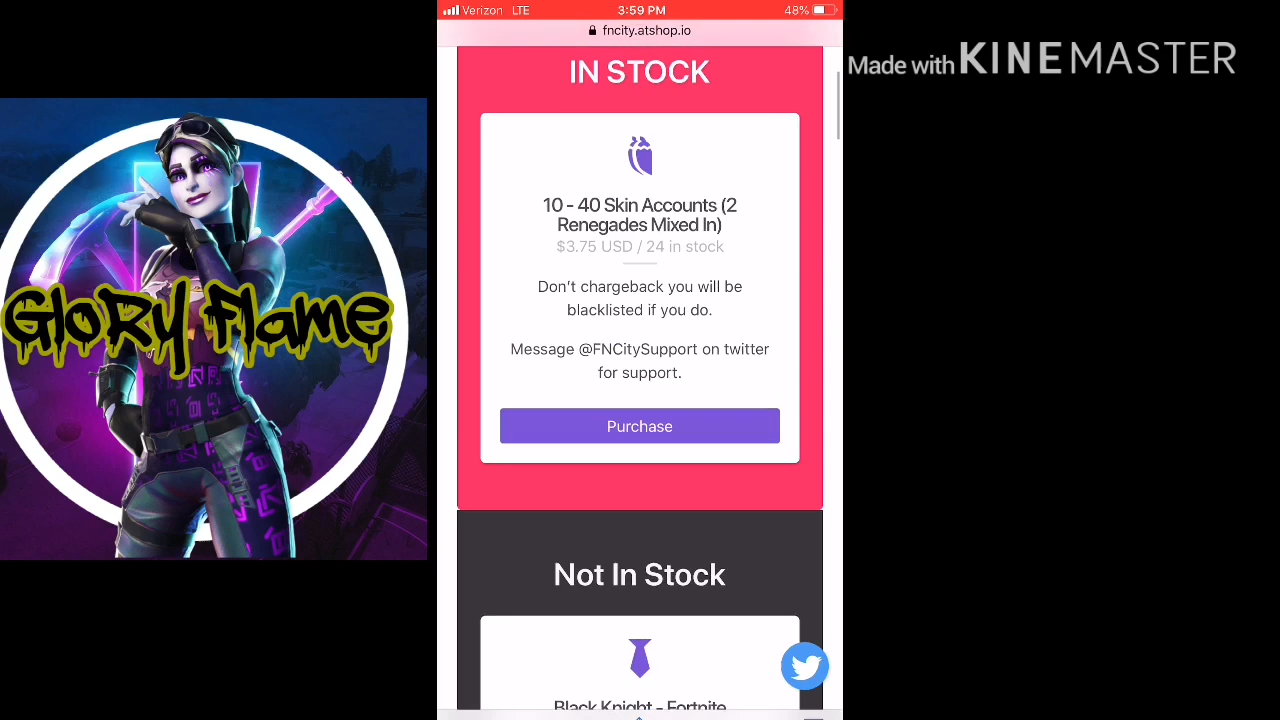 Verizon LTE 3:59 PM 48%
fncity.atshop.io
Made with KINEMASTER
IN STOCK
10 - 40 Skin Accounts (2
Renegades Mixed In)
$3.75 USD / 24 in stock
Don't chargeback you will be
blacklisted if you do.
Message @FNCitySupport on twitter
for support.
Purchase
GloRy Flame
Not In Stock
Black Knight - Fortnite